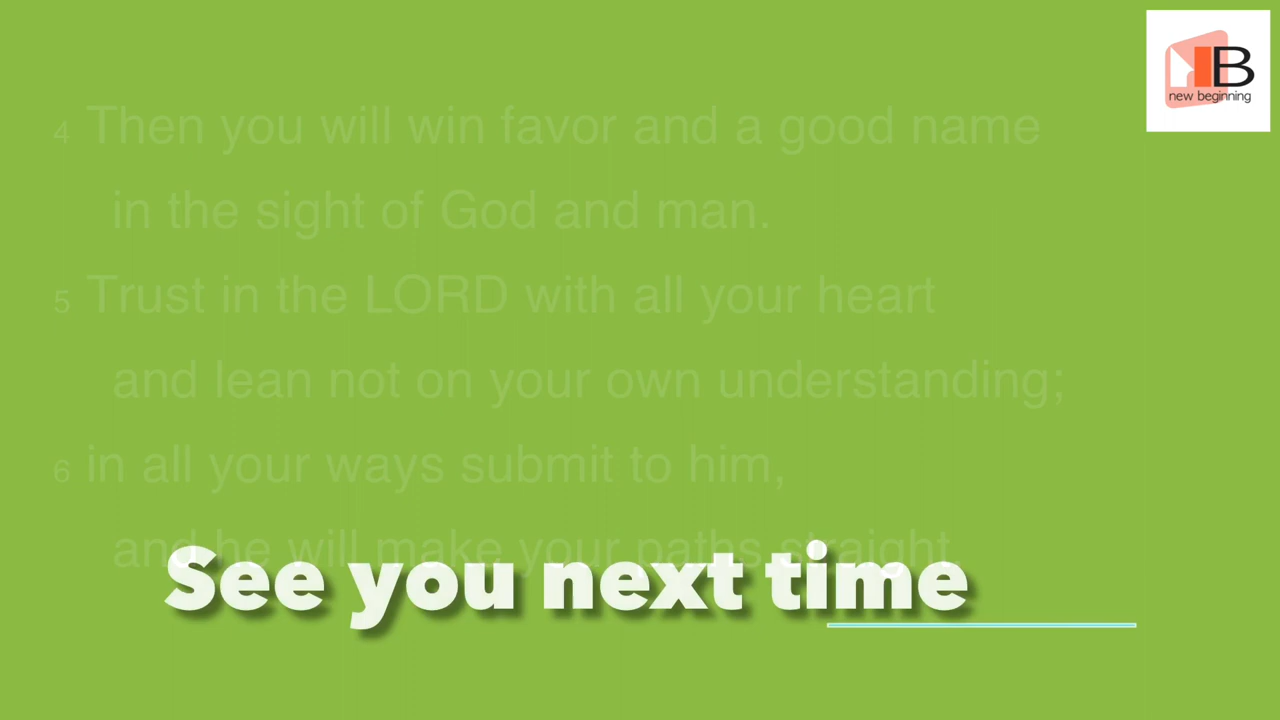 B
new beginning
4 Then you will win favor and a good name
in the sight of God and man.
5 Trust in the LORD with all your heart
and lean not on your own understanding;
6 in all your ways submit to him,
and he will make your paths straight
See you next time